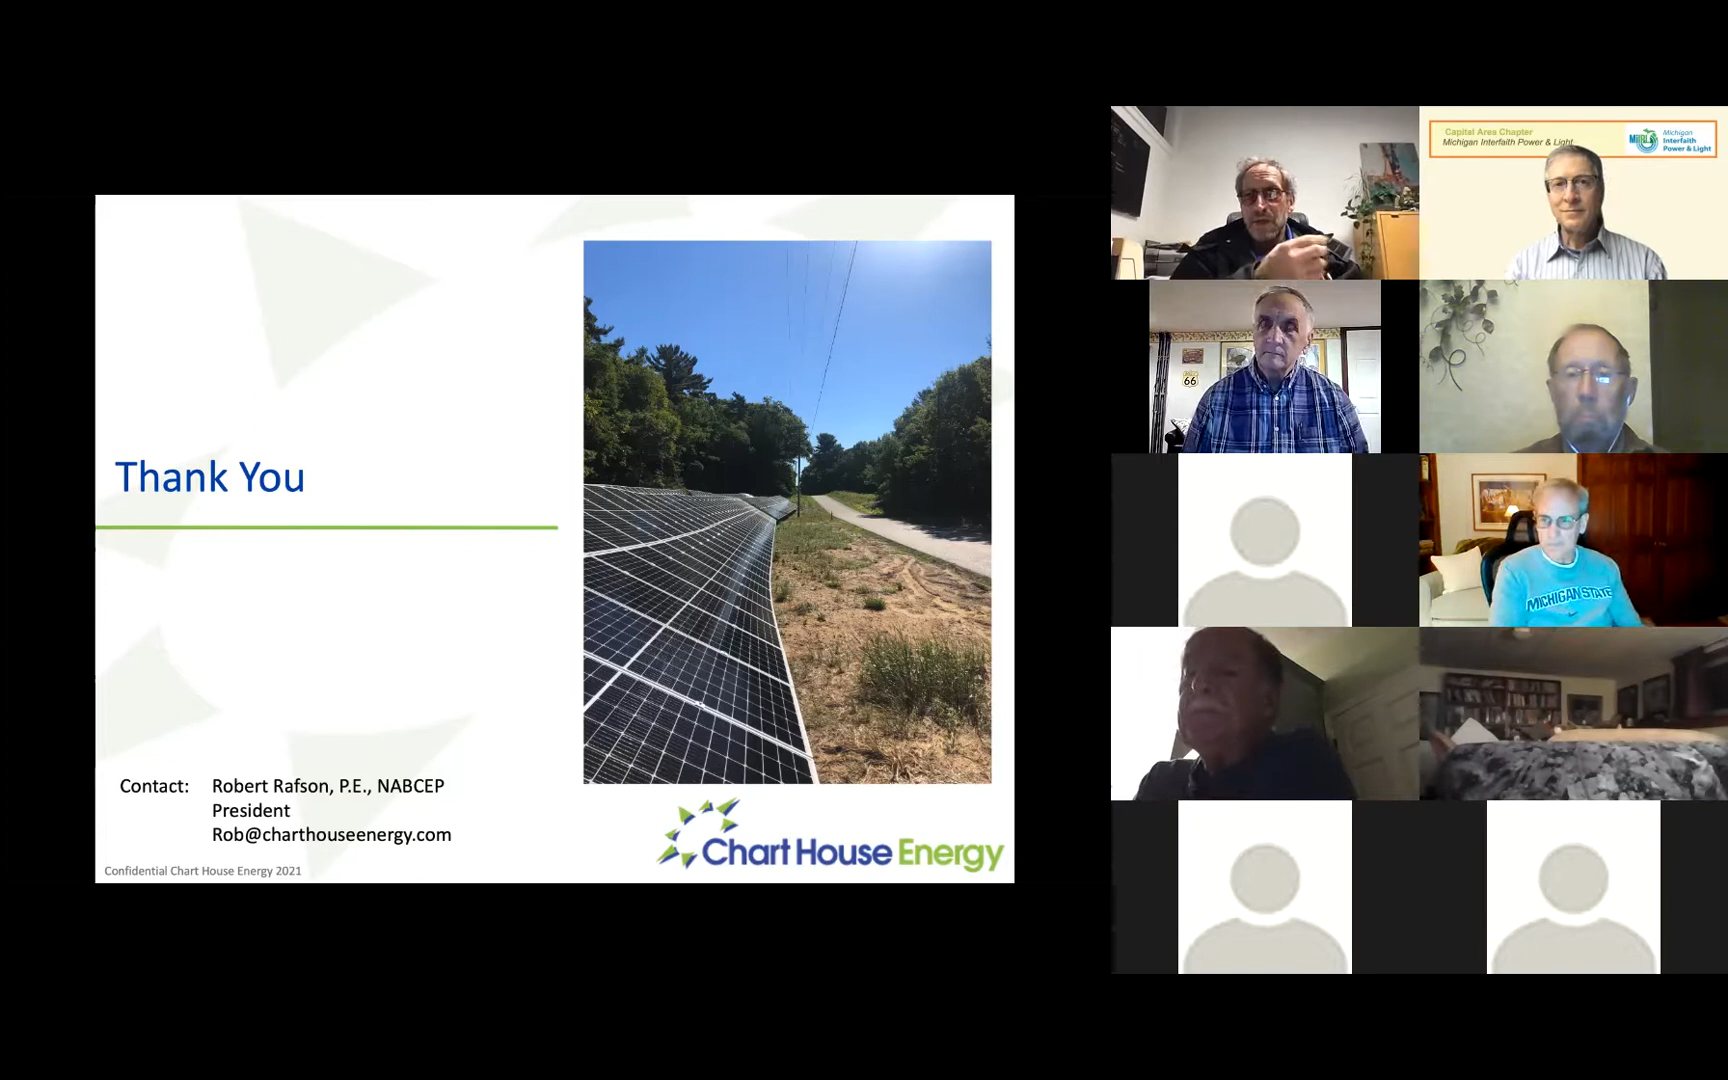 Thank You
Contact: Robert Rafson, P.E., NABCEP
President
Rob@charthouseenergy.com
Confidential Chart House Energy 2021
Chart House Energy
Capital Area Chapter
Michigan Interfaith Power & Light
MiIPL
Michigan
Interfaith
Power & Light
66
MICHIGAN STATE